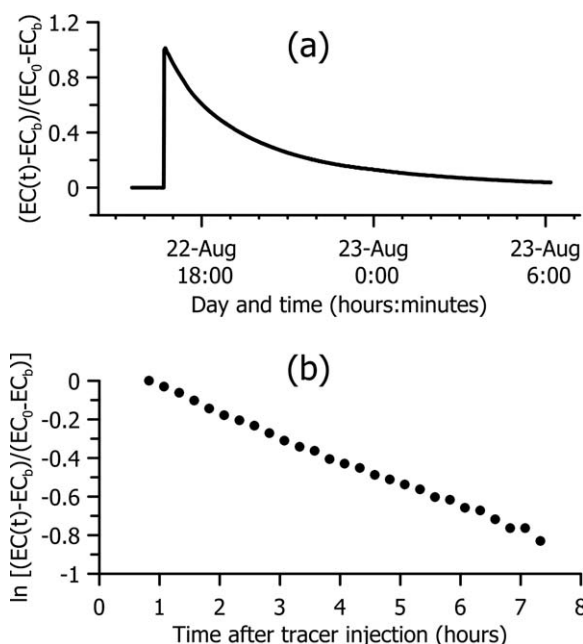 (a)
(EC(t)-EC_b)/(EC_0-EC_b)
1.2
0.8
0.4
0
22-Aug 23-Aug 23-Aug
18:00 0:00 6:00
Day and time (hours:minutes)
(b)
ln [(EC(t)-EC_b)/(EC_0-EC_b)]
0
-0.2
-0.4
-0.6
-0.8
-1
0 1 2 3 4 5 6 7 8
Time after tracer injection (hours)